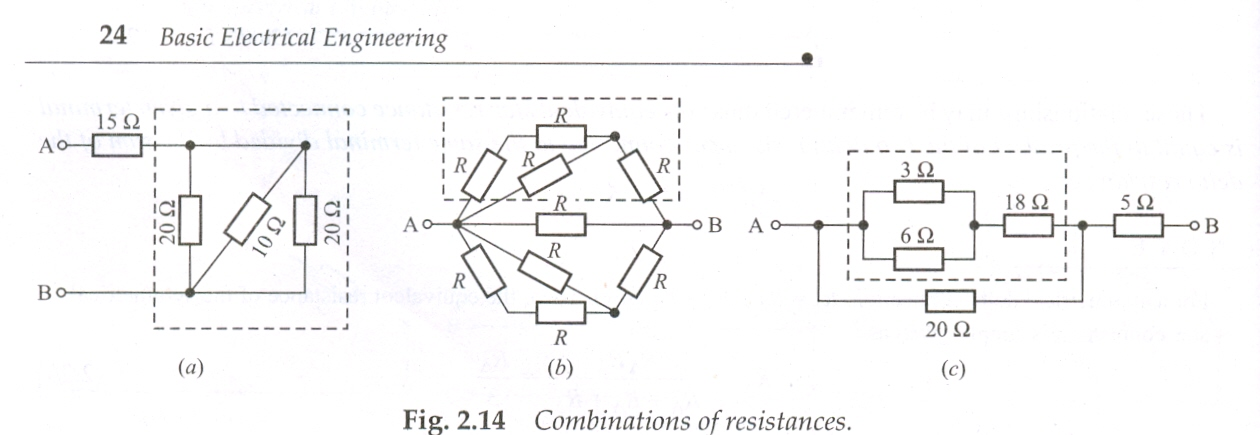 24 Basic Electrical Engineering
15 Ω
A
20 Ω
10 Ω
20 Ω
B
(a)
R
R
R
R
R
A
B
R
R
R
R
(b)
3 Ω
18 Ω
5 Ω
A
B
6 Ω
20 Ω
(c)
Fig. 2.14 Combinations of resistances.